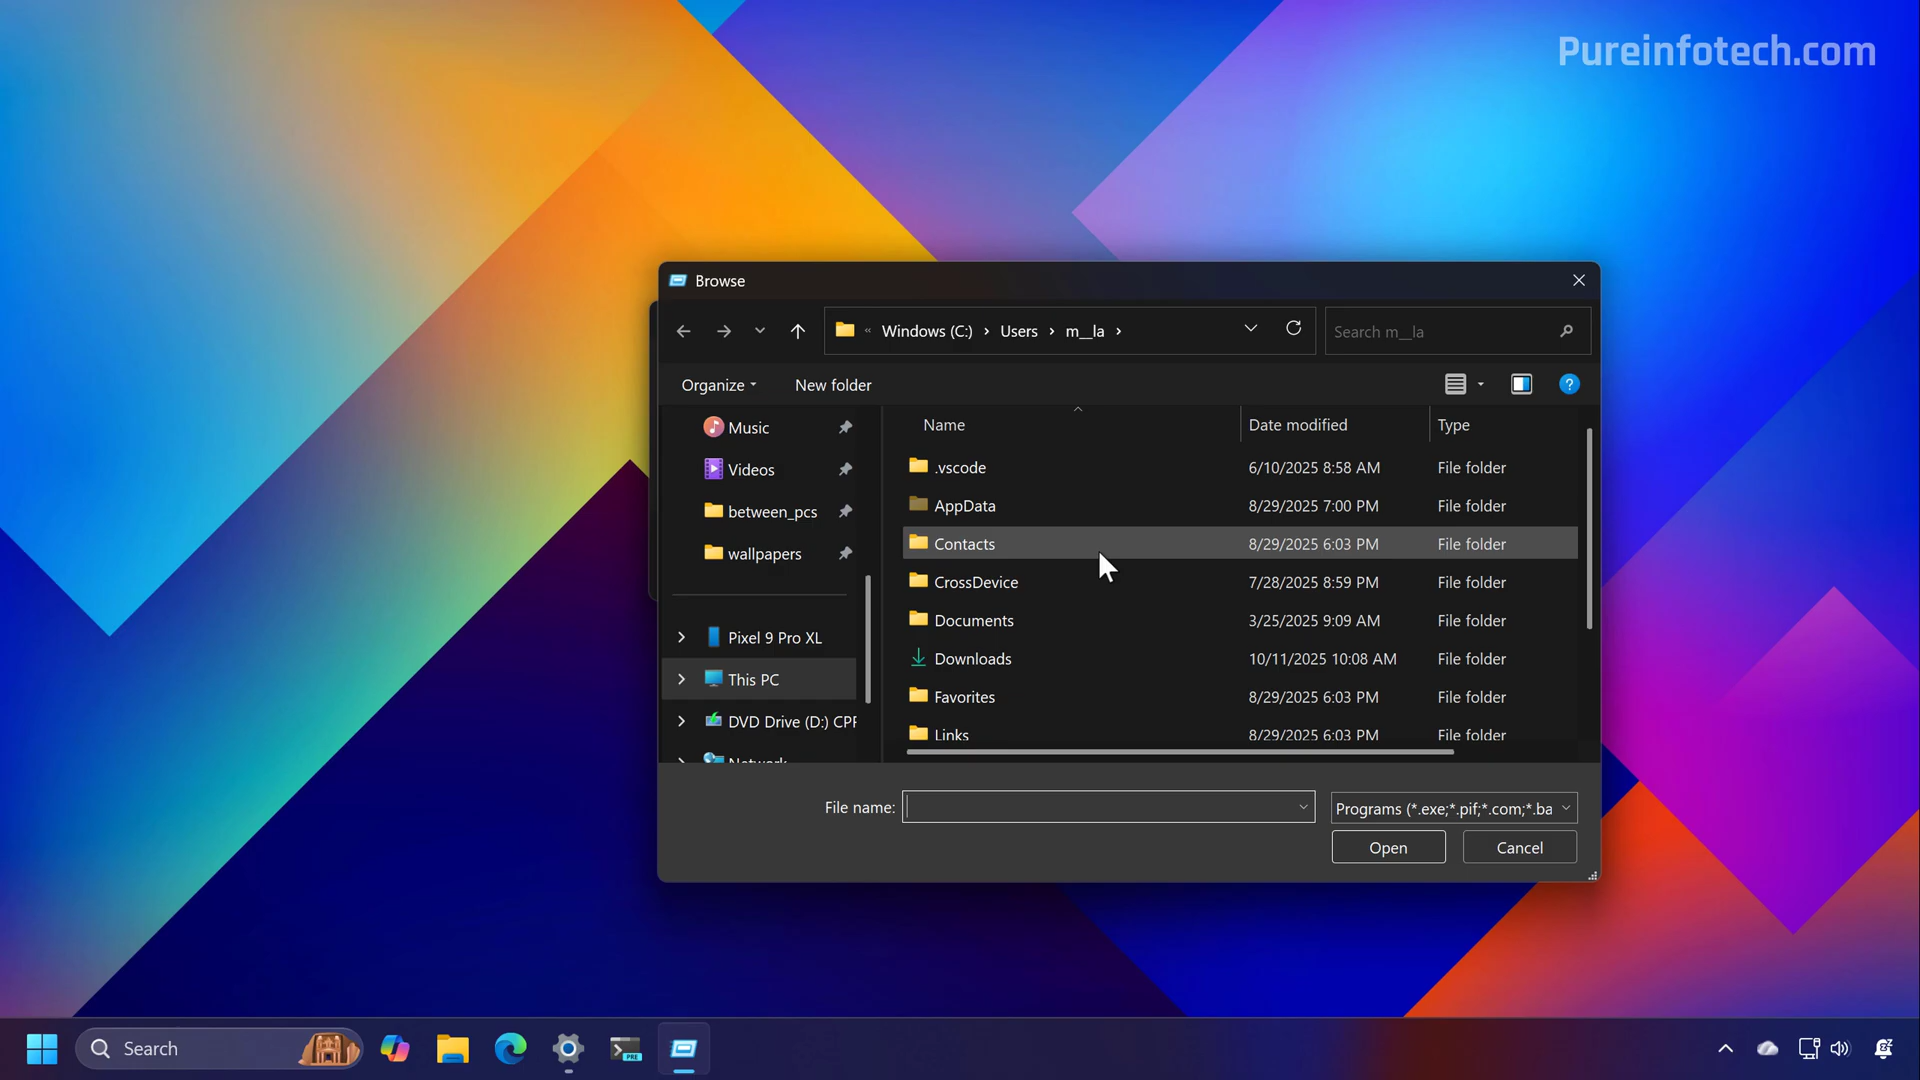 Pureinfotech.com
Browse
« Windows (C:) › Users › m__la ›
Search m__la
Organize
New folder
Music
Videos
between_pcs
wallpapers
Pixel 9 Pro XL
This PC
DVD Drive (D:) CPF
Network
Name Date modified Type
.vscode 6/10/2025 8:58 AM File folder
AppData 8/29/2025 7:00 PM File folder
Contacts 8/29/2025 6:03 PM File folder
CrossDevice 7/28/2025 8:59 PM File folder
Documents 3/25/2025 9:09 AM File folder
Downloads 10/11/2025 10:08 AM File folder
Favorites 8/29/2025 6:03 PM File folder
Links 8/29/2025 6:03 PM File folder
File name:
Programs (*.exe;*.pif;*.com;*.ba
Open
Cancel
Search
PRE